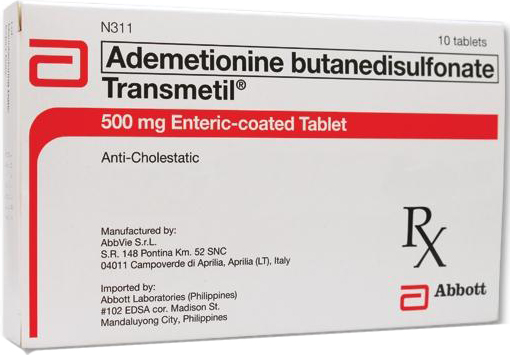 N311
10 tablets
Ademetionine butanedisulfonate
Transmetil®
500 mg Enteric-coated Tablet
Anti-Cholestatic
Manufactured by:
AbbVie S.r.L.
S.R. 148 Pontina Km. 52 SNC
04011 Campoverde di Aprilia, Aprilia (LT), Italy
Imported by:
Abbott Laboratories (Philippines)
#102 EDSA cor. Madison St.
Mandaluyong City, Philippines
Rx
Abbott